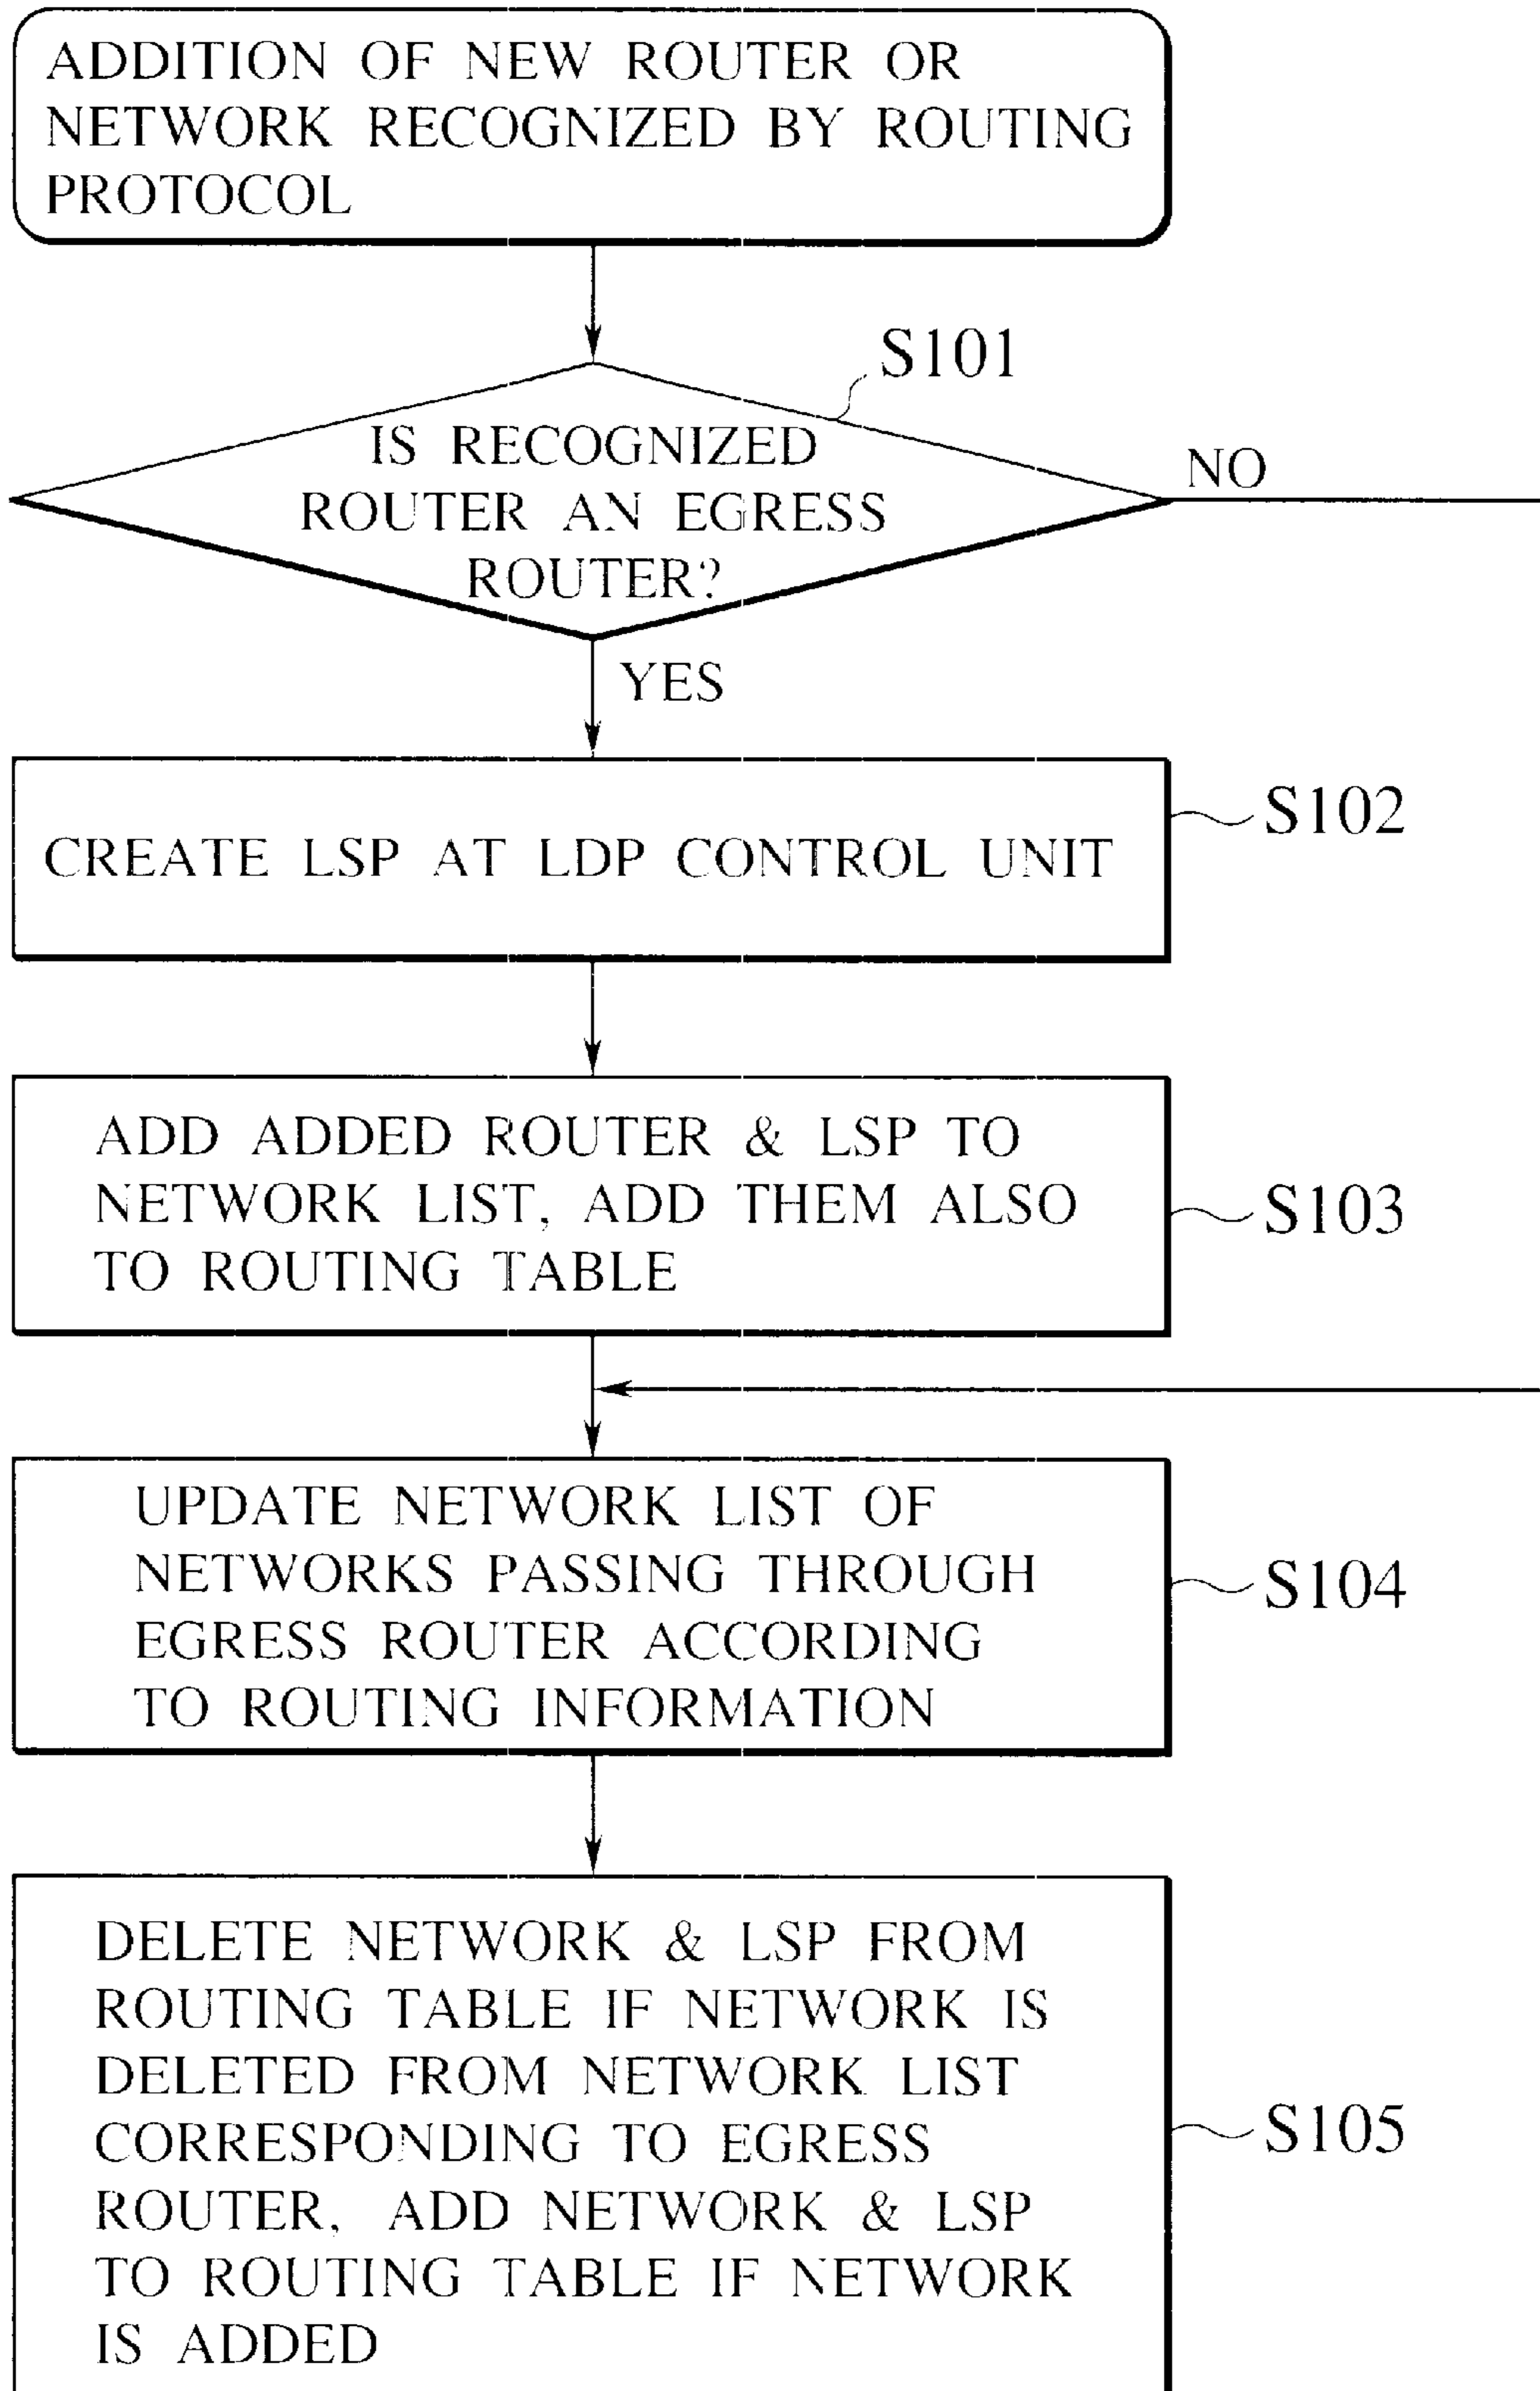 ADDITION OF NEW ROUTER OR
NETWORK RECOGNIZED BY ROUTING
PROTOCOL
S101
IS RECOGNIZED
ROUTER AN EGRESS
ROUTER?
NO
YES
S102
CREATE LSP AT LDP CONTROL UNIT
ADD ADDED ROUTER & LSP TO
NETWORK LIST, ADD THEM ALSO
TO ROUTING TABLE
S103
UPDATE NETWORK LIST OF
NETWORKS PASSING THROUGH
EGRESS ROUTER ACCORDING
TO ROUTING INFORMATION
S104
DELETE NETWORK & LSP FROM
ROUTING TABLE IF NETWORK IS
DELETED FROM NETWORK LIST
CORRESPONDING TO EGRESS
ROUTER, ADD NETWORK & LSP
TO ROUTING TABLE IF NETWORK
IS ADDED
S105